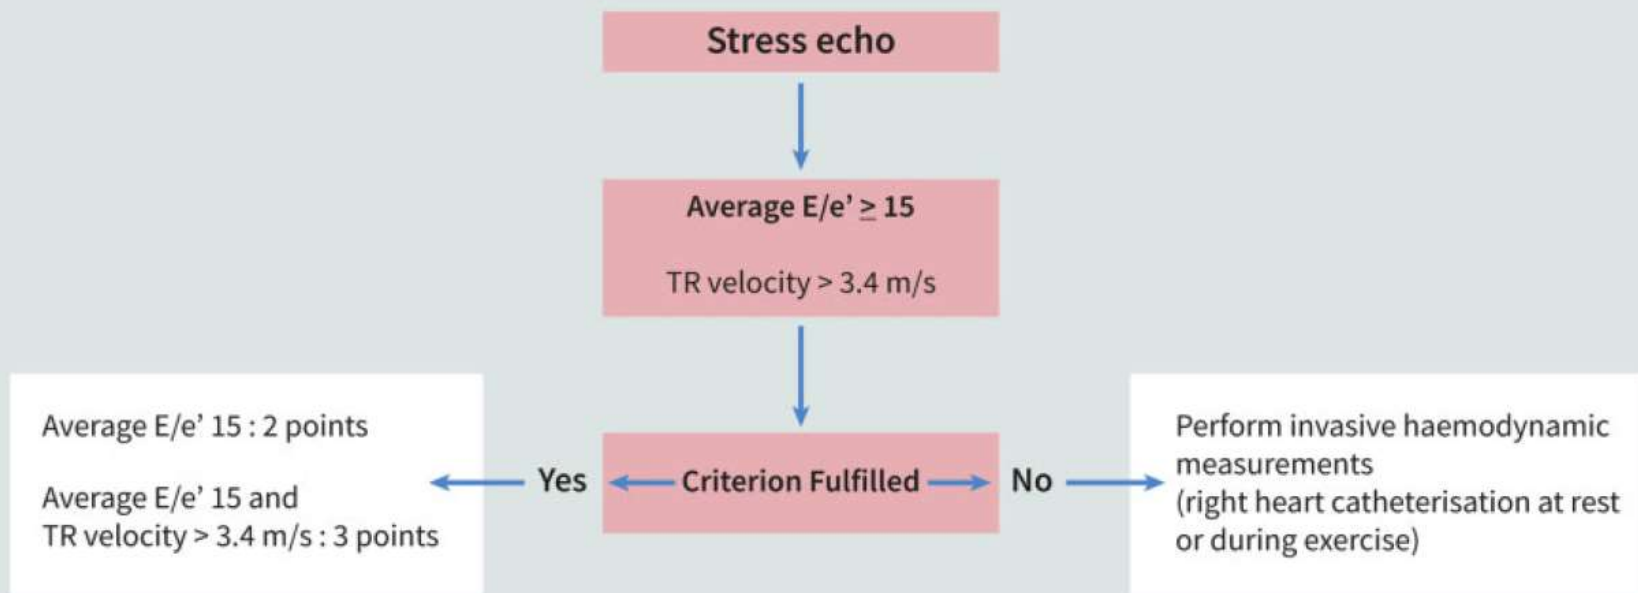 Stress echo
Average E/e’ ≥ 15
TR velocity > 3.4 m/s
Average E/e’ 15 : 2 points
Average E/e’ 15 and
TR velocity > 3.4 m/s : 3 points
Yes
Criterion Fulfilled
No
Perform invasive haemodynamic
measurements
(right heart catheterisation at rest
or during exercise)